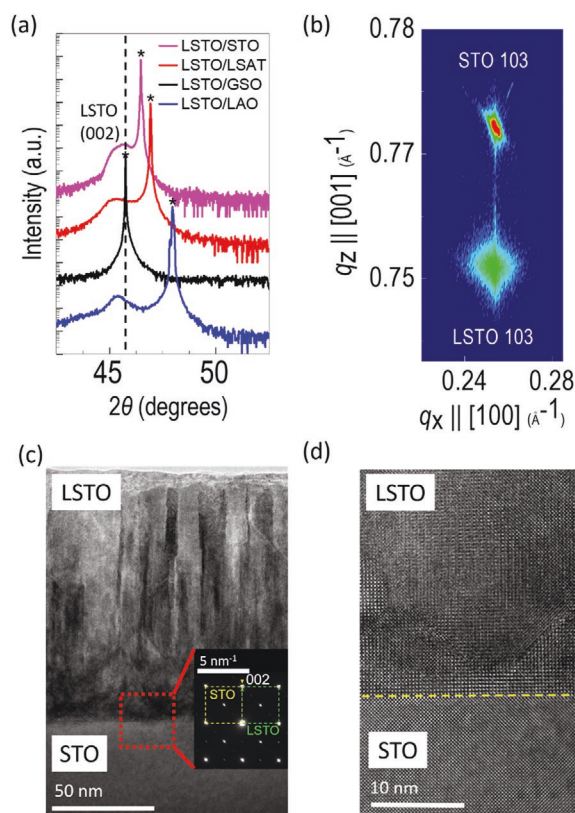 (a)
LSTO/STO
LSTO/LSAT
LSTO/GSO
LSTO/LAO
LSTO
(002)
*
*
*
*
Intensity (a.u.)
45
50
2θ (degrees)
(b)
0.78
0.77
0.75
qz || [001] (Å-1)
STO 103
LSTO 103
0.24
0.28
qx || [100] (Å-1)
(c)
LSTO
STO
50 nm
5 nm-1
002
STO
LSTO
(d)
LSTO
STO
10 nm